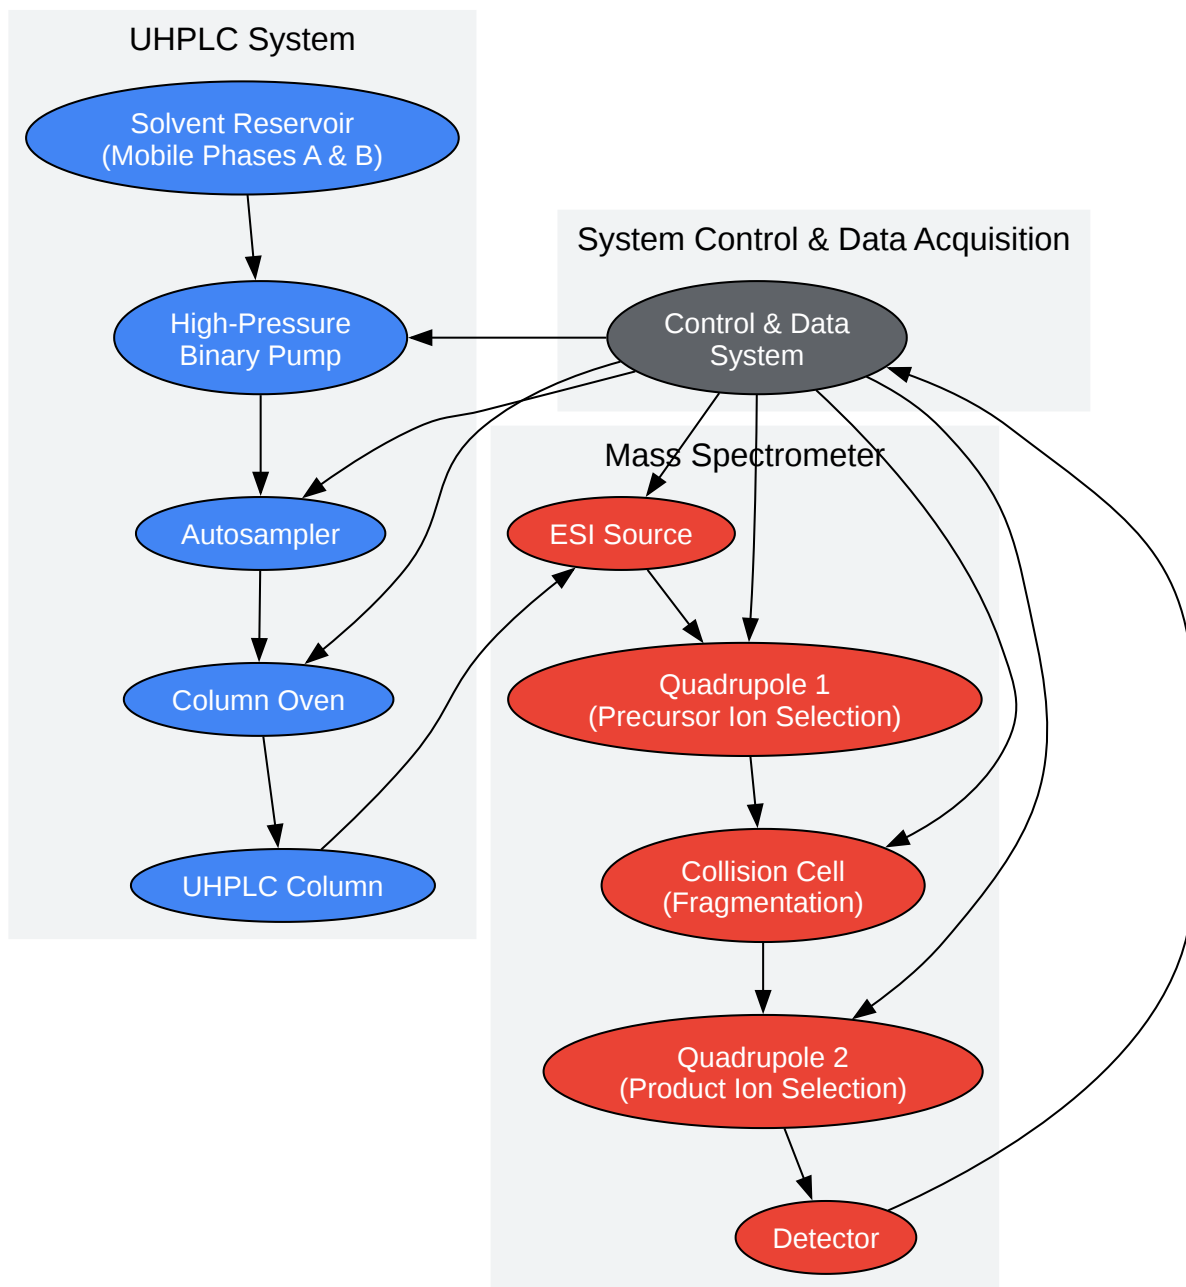 UHPLC System
Solvent Reservoir
(Mobile Phases A & B)
High-Pressure
Binary Pump
Autosampler
Column Oven
UHPLC Column
System Control & Data Acquisition
Control & Data
System
Mass Spectrometer
ESI Source
Quadrupole 1
(Precursor Ion Selection)
Collision Cell
(Fragmentation)
Quadrupole 2
(Product Ion Selection)
Detector